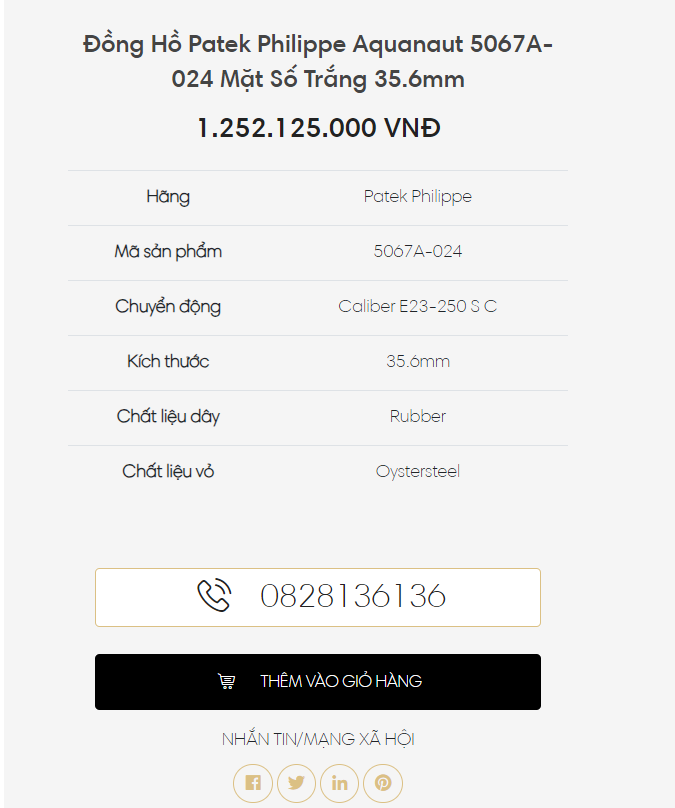 Đồng Hồ Patek Philippe Aquanaut 5067A-
024 Mặt Số Trắng 35.6mm
1.252.125.000 VNĐ
Hãng Patek Philippe
Mã sản phẩm 5067A-024
Chuyển động Caliber E23-250 S C
Kích thước 35.6mm
Chất liệu dây Rubber
Chất liệu vỏ Oystersteel
0828136136
THÊM VÀO GIỎ HÀNG
NHẮN TIN/MẠNG XÃ HỘI